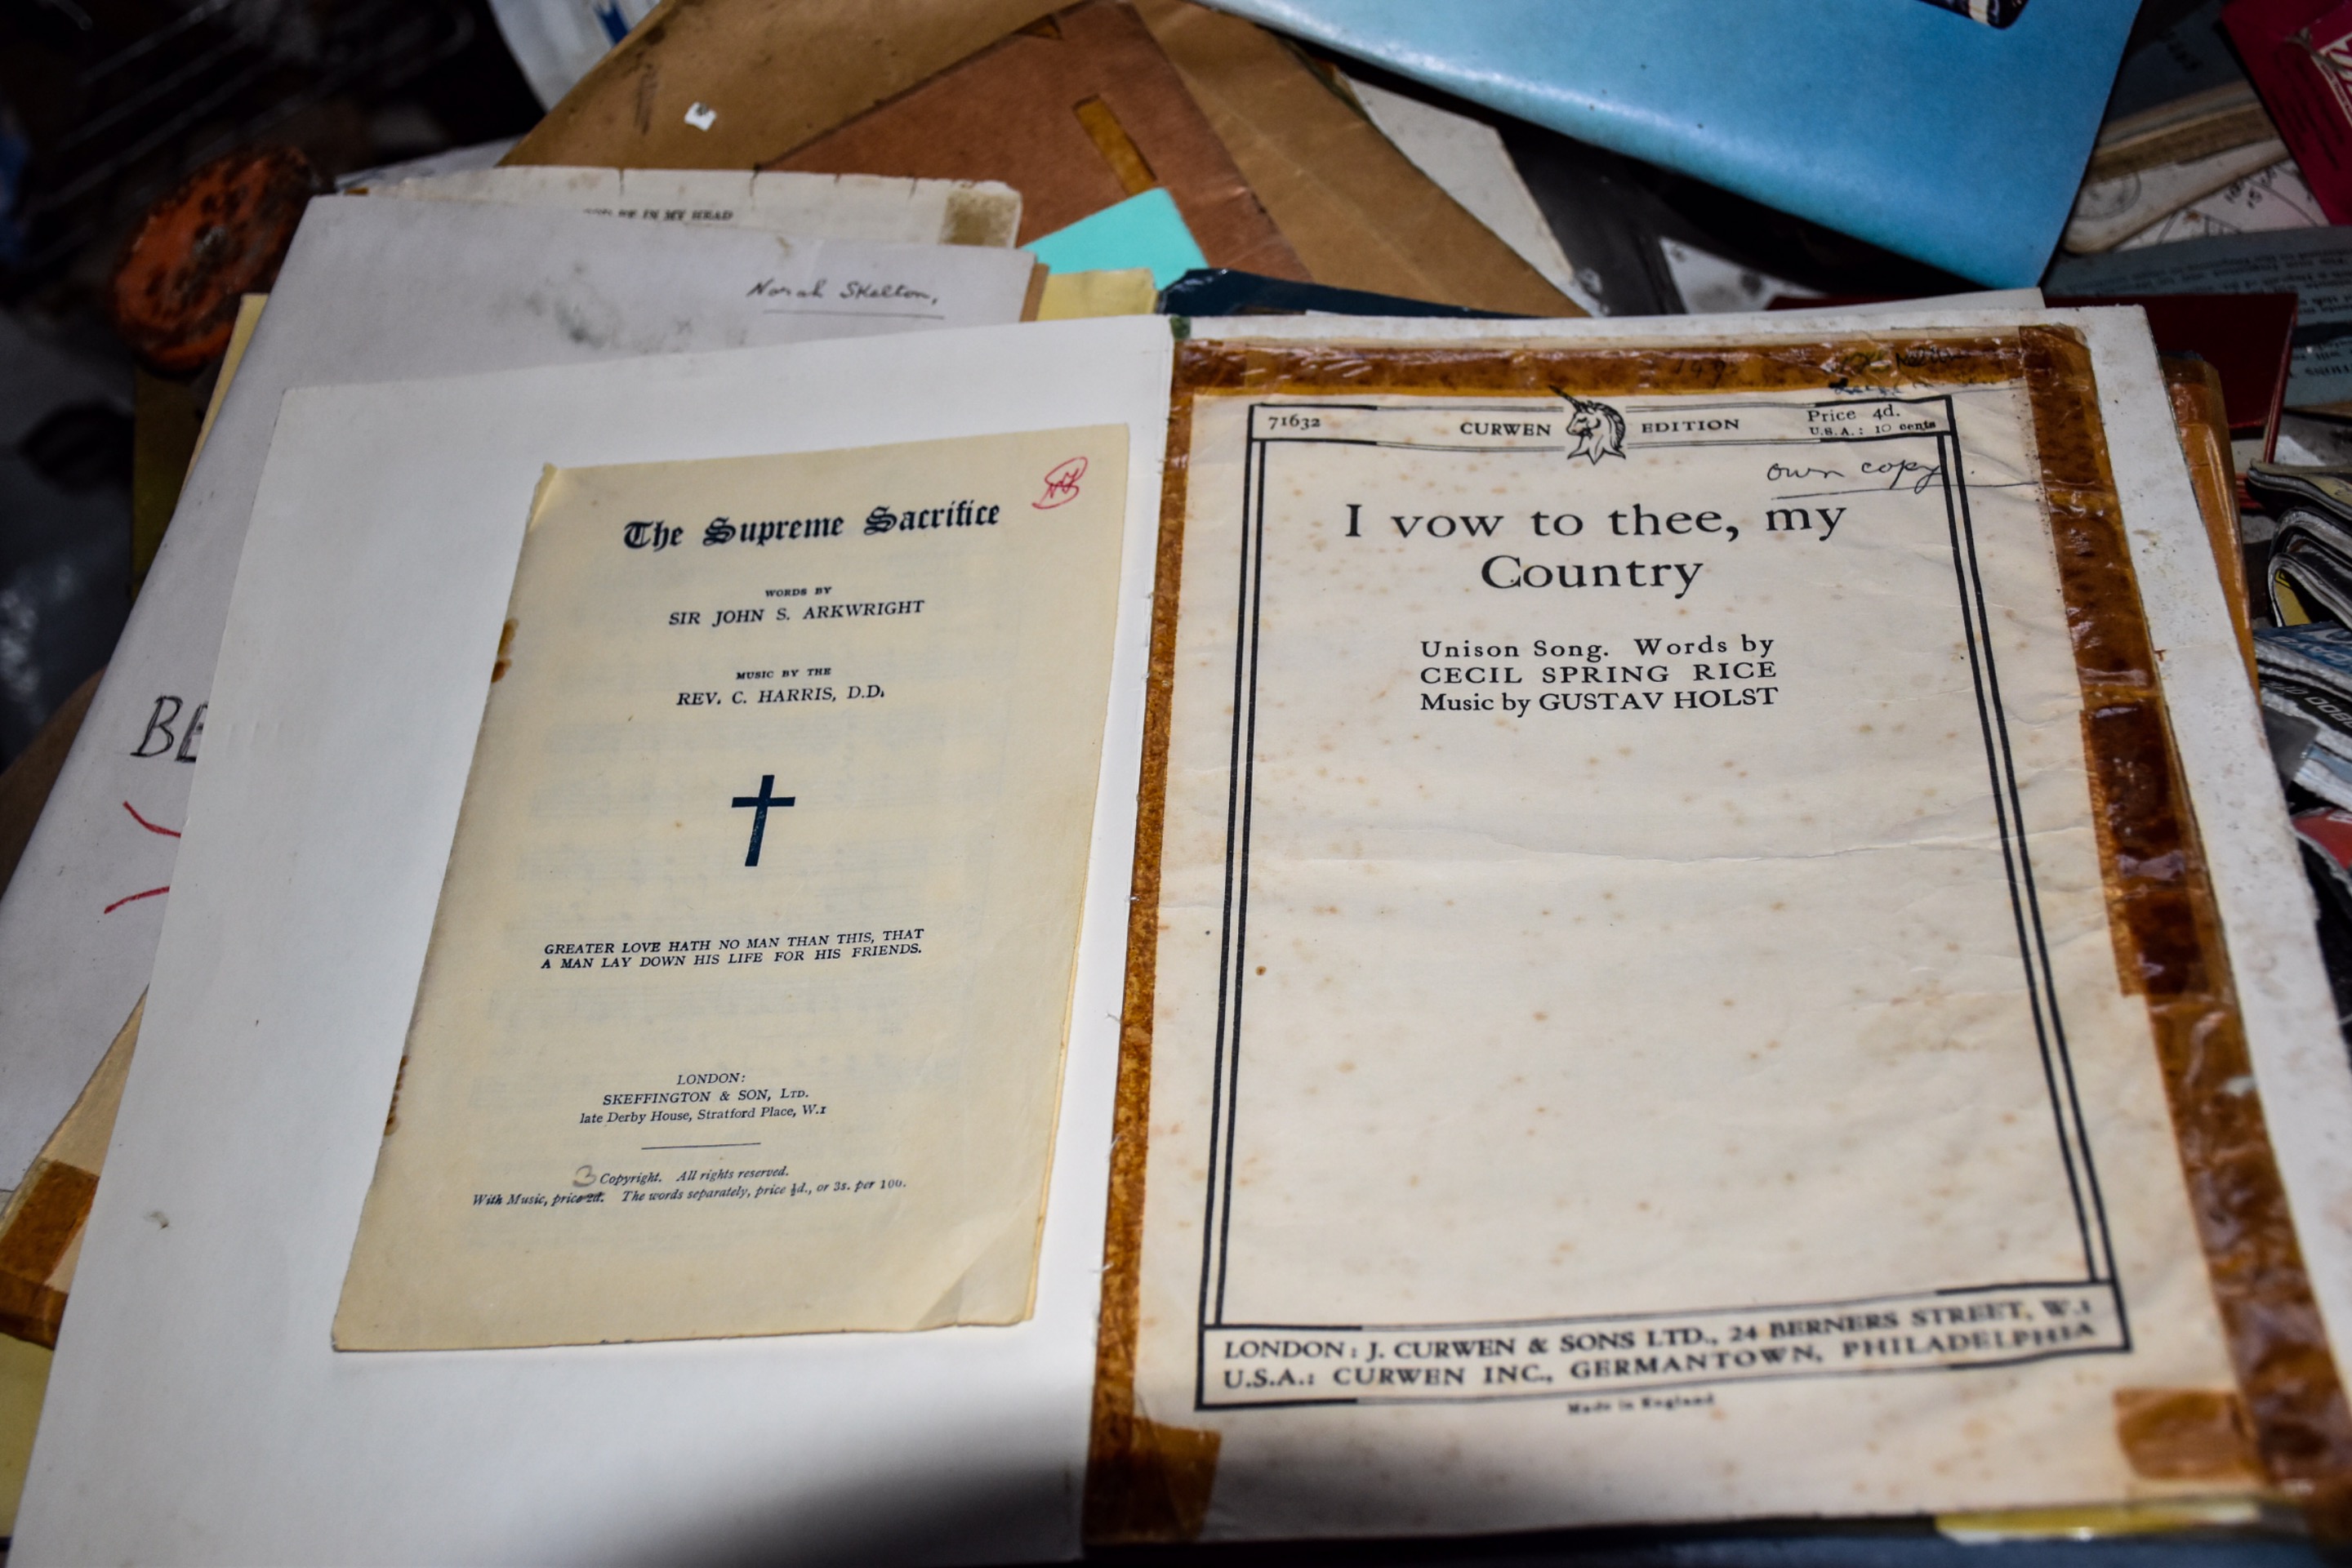 IN MY HEAD
Norah Skelton,
BE
The Supreme Sacrifice
WORDS BY
SIR JOHN S. ARKWRIGHT
MUSIC BY THE
REV. C. HARRIS, D.D.
GREATER LOVE HATH NO MAN THAN THIS, THAT
A MAN LAY DOWN HIS LIFE FOR HIS FRIENDS.
LONDON:
SKEFFINGTON & SON, LTD.
late Derby House, Stratford Place, W.1
3 Copyright. All rights reserved.
With Music, price 2d. The words separately, price ½d., or 3s. per 100.
71632 CURWEN EDITION Price 4d.
U.S.A.: 10 cents
own copy.
I vow to thee, my
Country
Unison Song. Words by
CECIL SPRING RICE
Music by GUSTAV HOLST
LONDON: J. CURWEN & SONS LTD., 24 BERNERS STREET, W.1
U.S.A.: CURWEN INC., GERMANTOWN, PHILADELPHIA
Made in England